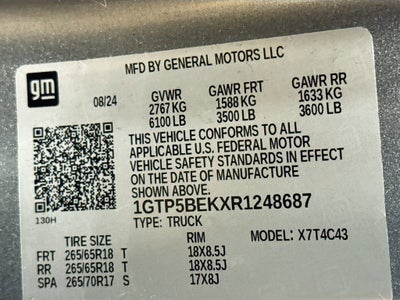 MFD BY GENERAL MOTORS LLC
gm
08/24 GVWR GAWR FRT GAWR RR
2767 KG 1588 KG 1633 KG
6100 LB 3500 LB 3600 LB
THIS VEHICLE CONFORMS TO ALL
APPLICABLE U.S. FEDERAL MOTOR
VEHICLE SAFETY STANDARDS IN EFFECT
ON THE DATE OF MANUFACTURE
SHOWN ABOVE.
130H
1GTP5BEKXR1248687
TYPE: TRUCK MODEL: X7T4C43
TIRE SIZE RIM
FRT 265/65R18 T 18X8.5J
RR 265/65R18 T 18X8.5J
SPA 265/70R17 S 17X8J